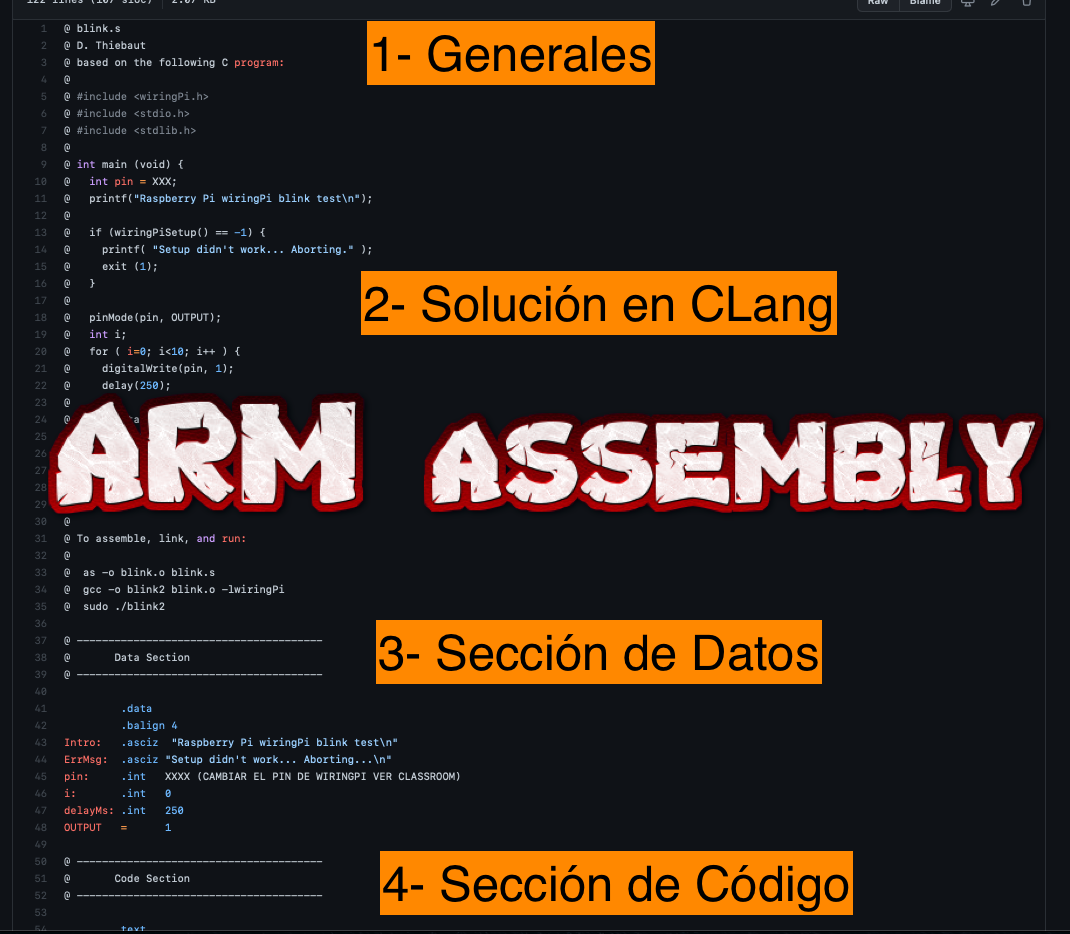 122 lines (107 sloc) 2.67 KB Raw Blame
1 @ blink.s
2 @ D. Thiebaut
3 @ based on the following C program:
4 @
5 @ #include <wiringPi.h>
6 @ #include <stdio.h>
7 @ #include <stdlib.h>
8 @
9 @ int main (void) {
10 @ int pin = XXX;
11 @ printf("Raspberry Pi wiringPi blink test\n");
12 @
13 @ if (wiringPiSetup() == -1) {
14 @ printf( "Setup didn't work... Aborting." );
15 @ exit (1);
16 @ }
17 @
18 @ pinMode(pin, OUTPUT);
19 @ int i;
20 @ for ( i=0; i<10; i++ ) {
21 @ digitalWrite(pin, 1);
22 @ delay(250);
23 @
24 @
25
26
27
28
29
30 @
31 @ To assemble, link, and run:
32 @
33 @ as -o blink.o blink.s
34 @ gcc -o blink2 blink.o -lwiringPi
35 @ sudo ./blink2
36
37 @ ---------------------------------------
38 @ Data Section
39 @ ---------------------------------------
40
41 .data
42 .balign 4
43 Intro: .asciz "Raspberry Pi wiringPi blink test\n"
44 ErrMsg: .asciz "Setup didn't work... Aborting...\n"
45 pin: .int XXXX (CAMBIAR EL PIN DE WIRINGPI VER CLASSROOM)
46 i: .int 0
47 delayMs: .int 250
48 OUTPUT = 1
49
50 @ ---------------------------------------
51 @ Code Section
52 @ ---------------------------------------
53
54 .text
1- Generales
2- Solución en CLang
ARM ASSEMBLY
3- Sección de Datos
4- Sección de Código